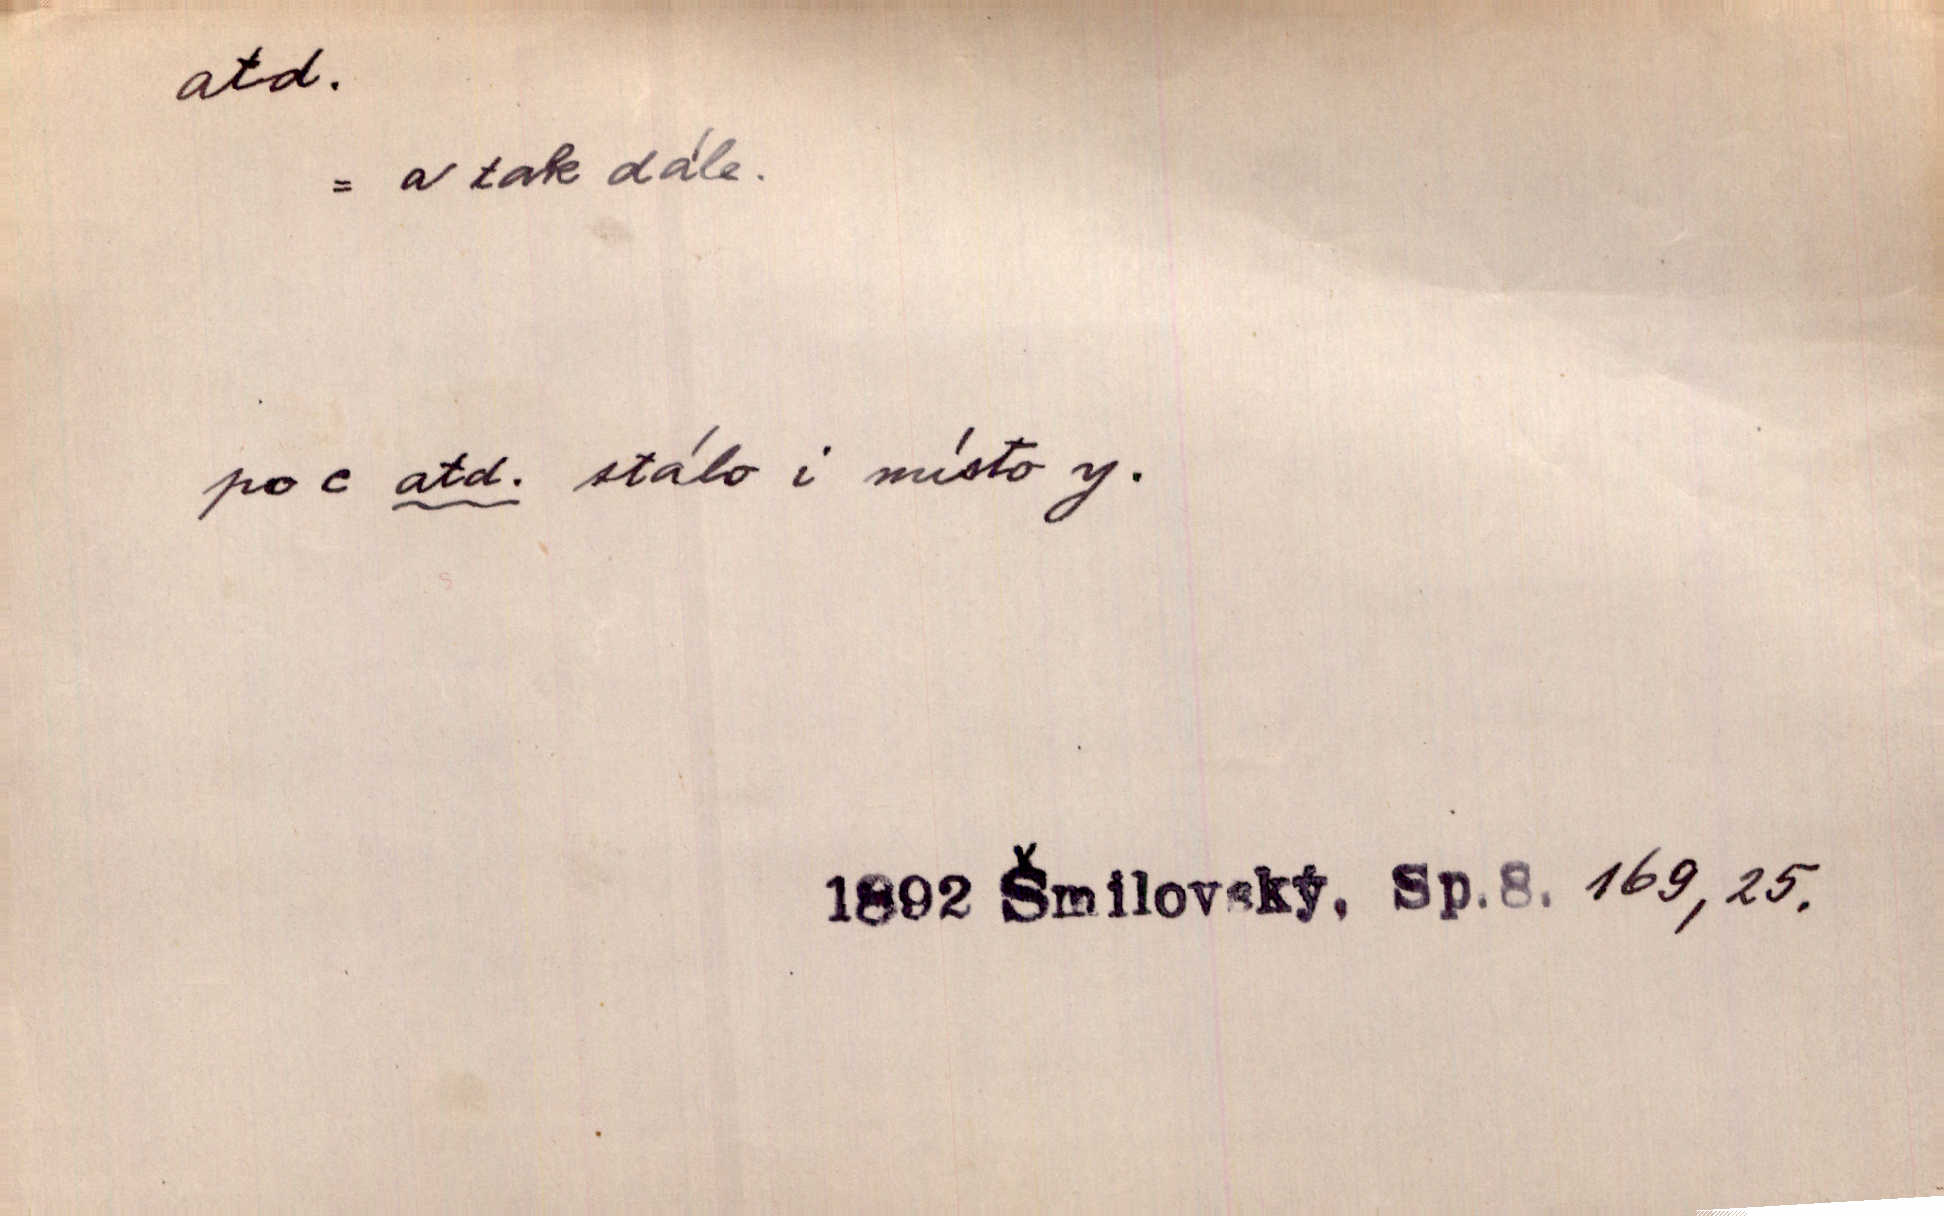 atd.
= a tak dále.
po c atd. stálo i místo y.
1892 Šmilovský, Sp.8. 169,25.